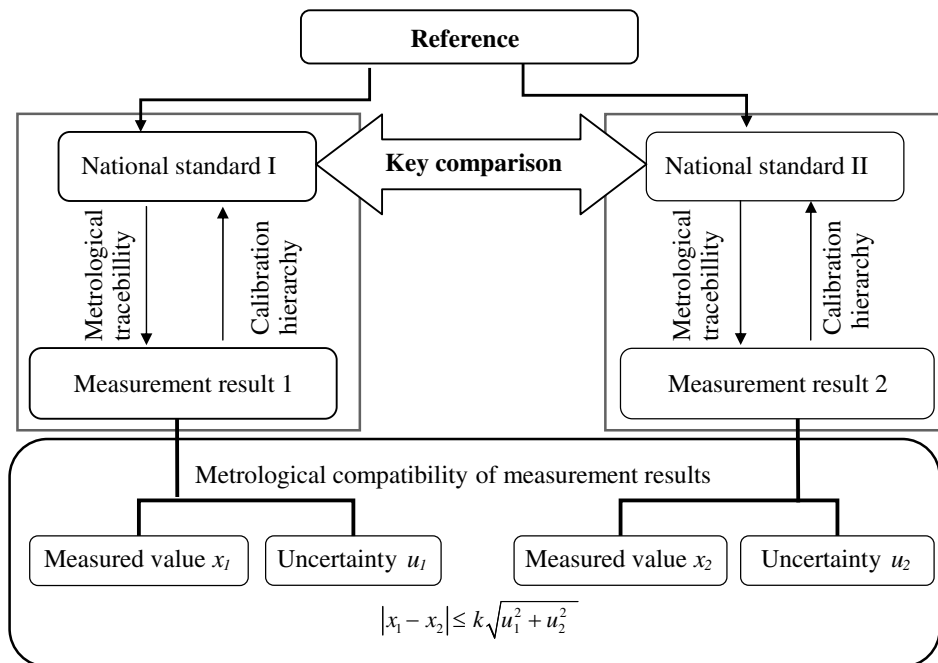 Reference
National standard I
Key comparison
National standard II
Metrological
tracebillity
Calibration
hierarchy
Metrological
tracebillity
Calibration
hierarchy
Measurement result 1
Measurement result 2
Metrological compatibility of measurement results
Measured value x₁
Uncertainty u₁
Measured value x₂
Uncertainty u₂
|x₁ − x₂| ≤ k√(u₁² + u₂²)